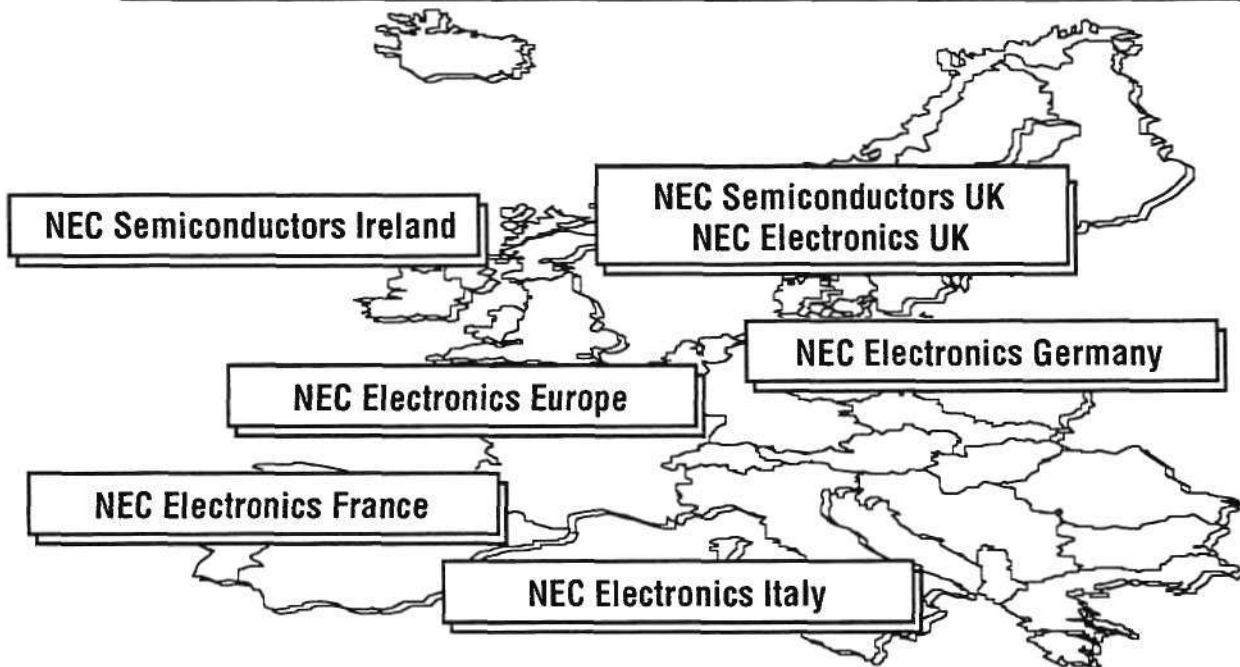 NEC Semiconductors Ireland
NEC Semiconductors UK
NEC Electronics UK
NEC Electronics Germany
NEC Electronics Europe
NEC Electronics France
NEC Electronics Italy